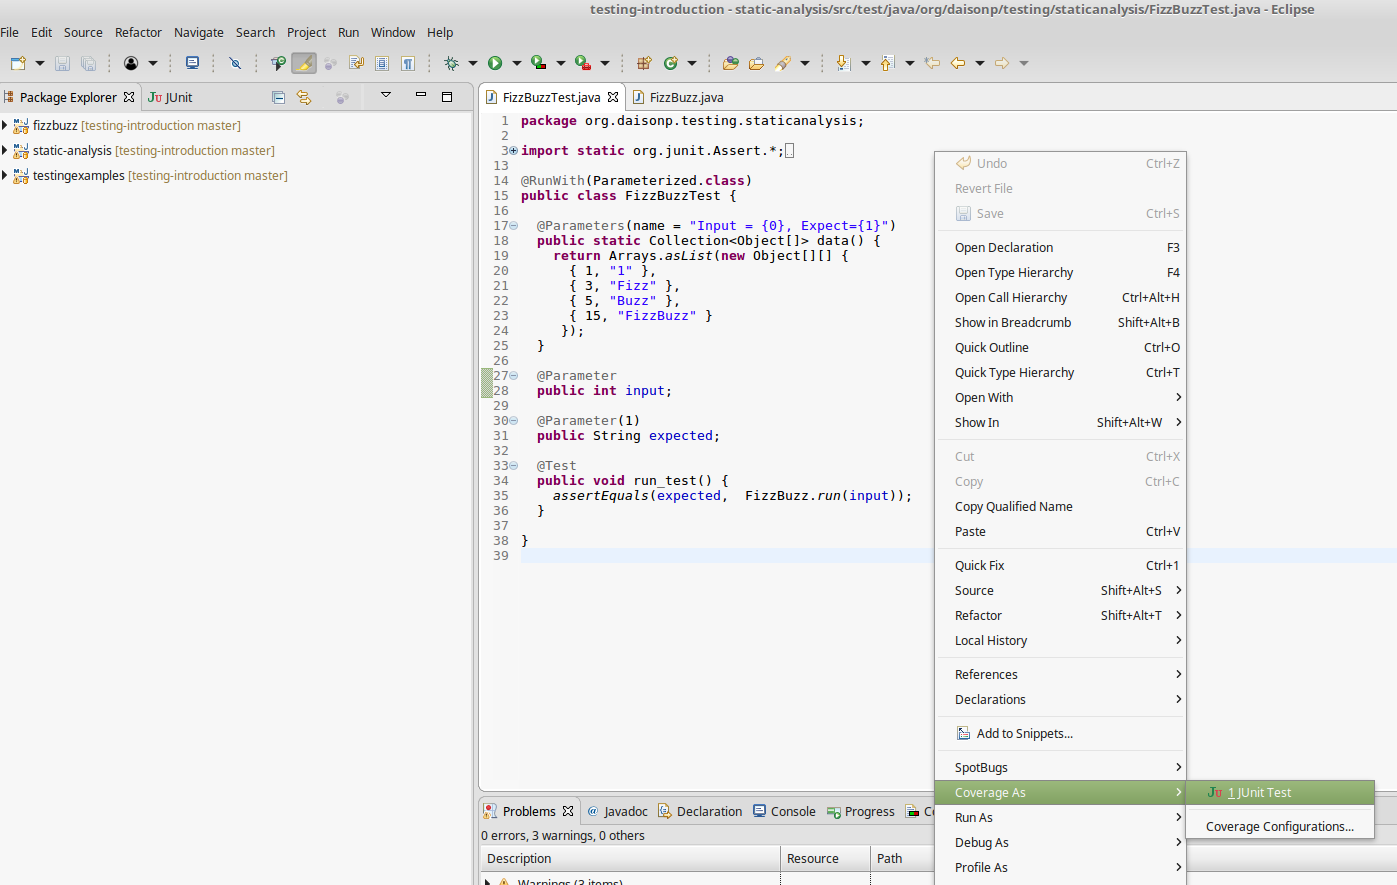 testing-introduction - static-analysis/src/test/java/org/daisonp/testing/staticanalysis/FizzBuzzTest.java - Eclipse
File Edit Source Refactor Navigate Search Project Run Window Help
Package Explorer
JUnit
fizzbuzz [testing-introduction master]
static-analysis [testing-introduction master]
testingexamples [testing-introduction master]
FizzBuzzTest.java
FizzBuzz.java
1 package org.daisonp.testing.staticanalysis;
2
3 import static org.junit.Assert.*;
13
14 @RunWith(Parameterized.class)
15 public class FizzBuzzTest {
16
17 @Parameters(name = "Input = {0}, Expect={1}")
18 public static Collection<Object[]> data() {
19 return Arrays.asList(new Object[][] {
20 { 1, "1" },
21 { 3, "Fizz" },
22 { 5, "Buzz" },
23 { 15, "FizzBuzz" }
24 });
25 }
26
27 @Parameter
28 public int input;
29
30 @Parameter(1)
31 public String expected;
32
33 @Test
34 public void run_test() {
35 assertEquals(expected, FizzBuzz.run(input));
36 }
37
38 }
39
Undo Ctrl+Z
Revert File
Save Ctrl+S
Open Declaration F3
Open Type Hierarchy F4
Open Call Hierarchy Ctrl+Alt+H
Show in Breadcrumb Shift+Alt+B
Quick Outline Ctrl+O
Quick Type Hierarchy Ctrl+T
Open With
Show In Shift+Alt+W
Cut Ctrl+X
Copy Ctrl+C
Copy Qualified Name
Paste Ctrl+V
Quick Fix Ctrl+1
Source Shift+Alt+S
Refactor Shift+Alt+T
Local History
References
Declarations
Add to Snippets...
SpotBugs
Coverage As
Run As
Debug As
Profile As
1 JUnit Test
Coverage Configurations...
Problems
@ Javadoc
Declaration
Console
Progress
0 errors, 3 warnings, 0 others
Description Resource Path
Warnings (3 items)